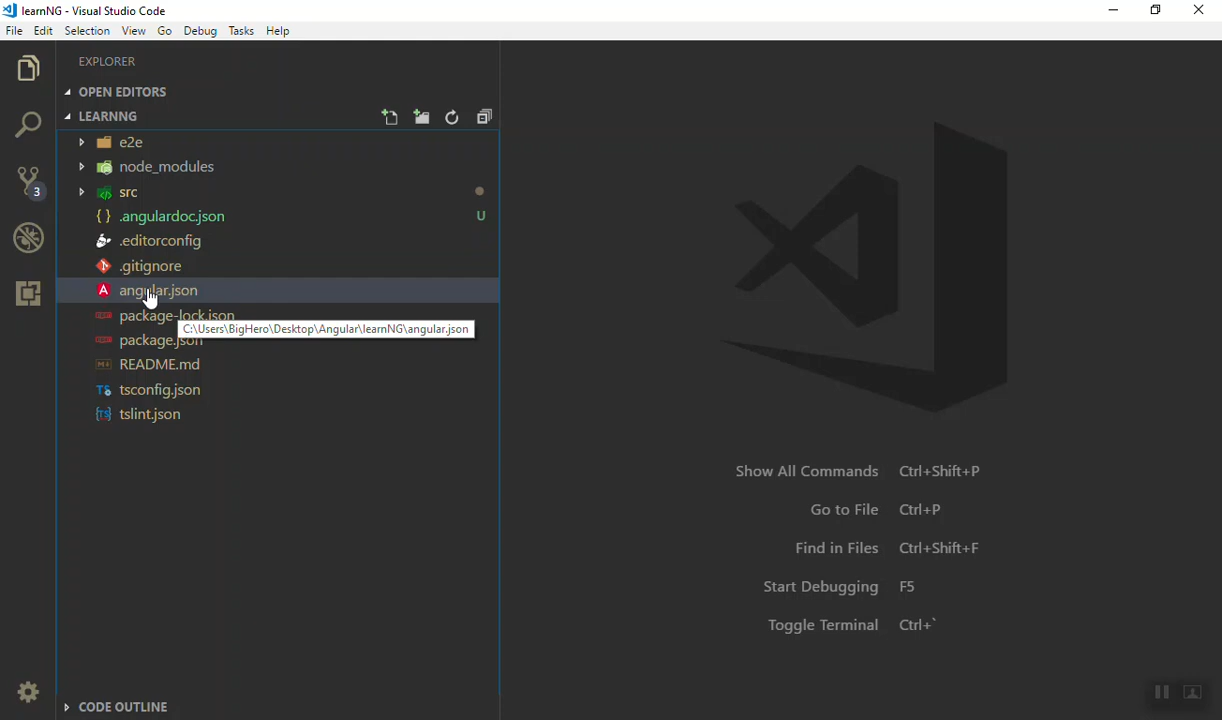 learnNG - Visual Studio Code
File Edit Selection View Go Debug Tasks Help
EXPLORER
OPEN EDITORS
LEARNNG
e2e
node_modules
src
.angulardoc.json U
.editorconfig
.gitignore
angular.json
package-lock.json
C:\Users\BigHero\Desktop\Angular\learnNG\angular.json
package.json
README.md
tsconfig.json
tslint.json
CODE OUTLINE
3
Show All Commands Ctrl+Shift+P
Go to File Ctrl+P
Find in Files Ctrl+Shift+F
Start Debugging F5
Toggle Terminal Ctrl+`